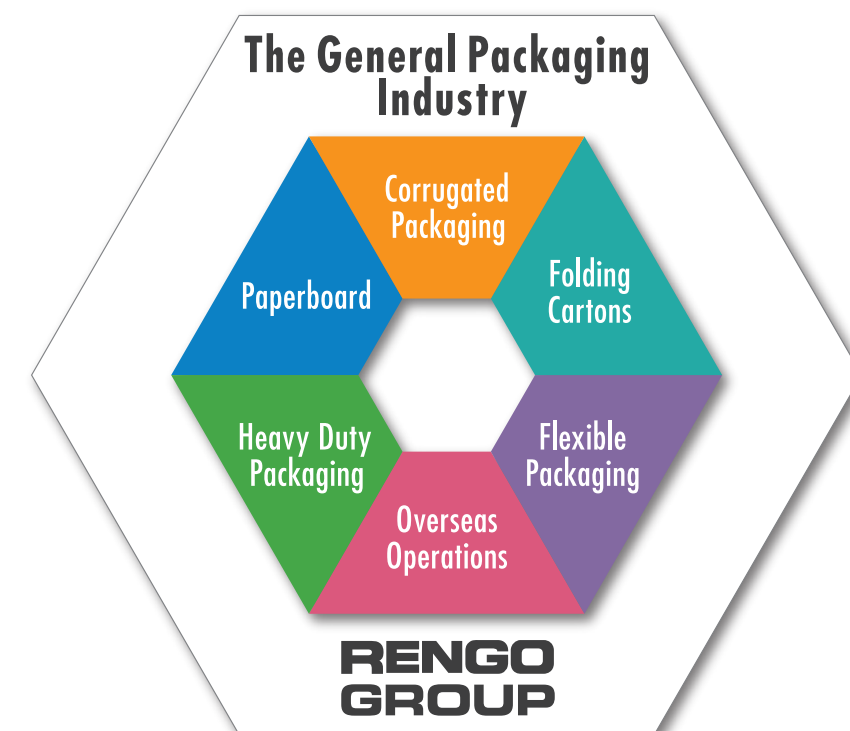 The General Packaging
Industry
Corrugated
Packaging
Folding
Cartons
Flexible
Packaging
Overseas
Operations
Heavy Duty
Packaging
Paperboard
RENGO
GROUP